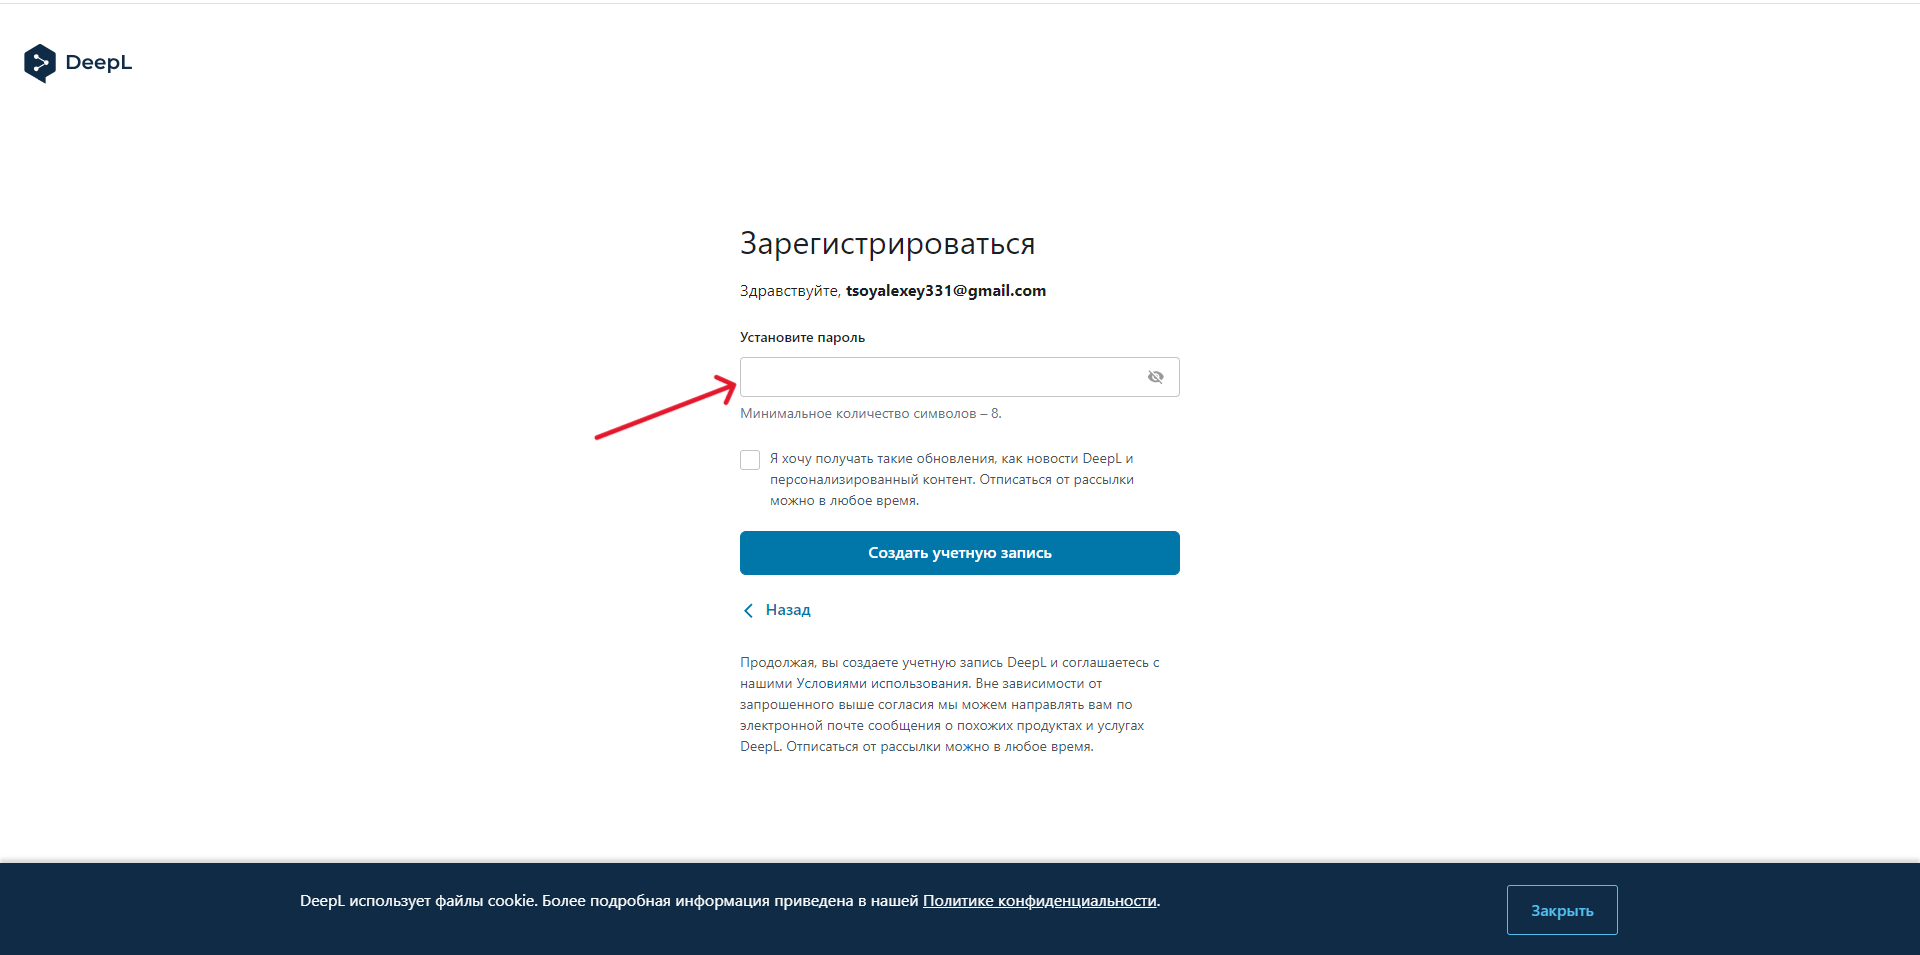 DeepL
Зарегистрироваться
Здравствуйте, tsoyalexey331@gmail.com
Установите пароль
Минимальное количество символов – 8.
Я хочу получать такие обновления, как новости DeepL и
персонализированный контент. Отписаться от рассылки
можно в любое время.
Создать учетную запись
Назад
Продолжая, вы создаете учетную запись DeepL и соглашаетесь с
нашими Условиями использования. Вне зависимости от
запрошенного выше согласия мы можем направлять вам по
электронной почте сообщения о похожих продуктах и услугах
DeepL. Отписаться от рассылки можно в любое время.
DeepL использует файлы cookie. Более подробная информация приведена в нашей Политике конфиденциальности.
Закрыть